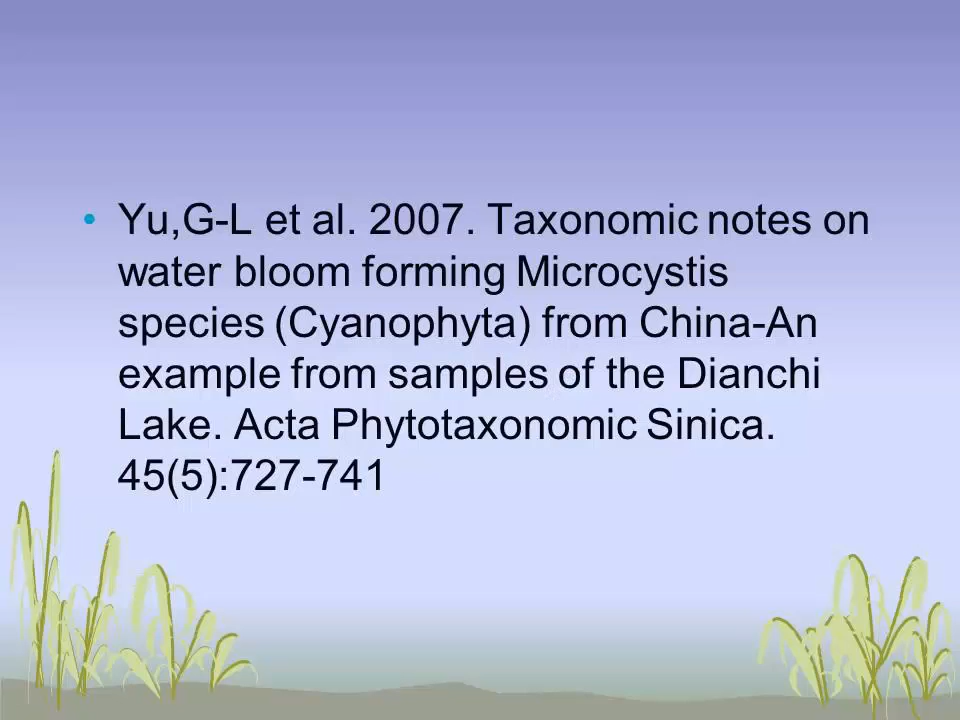 • Yu,G-L et al. 2007. Taxonomic notes on
water bloom forming Microcystis
species (Cyanophyta) from China-An
example from samples of the Dianchi
Lake. Acta Phytotaxonomic Sinica.
45(5):727-741